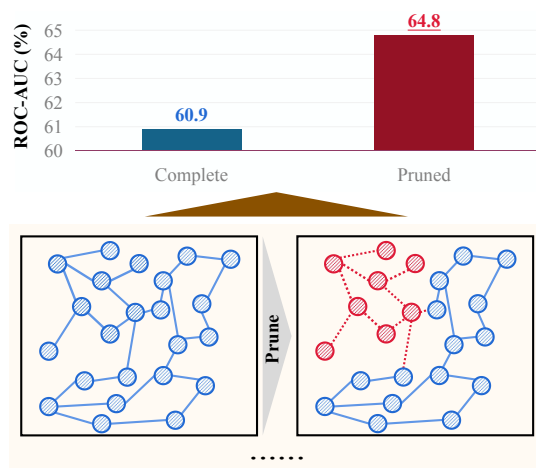 ROC-AUC (%)
65
64
63
62
61
60
60.9
64.8
Complete
Pruned
Prune
......